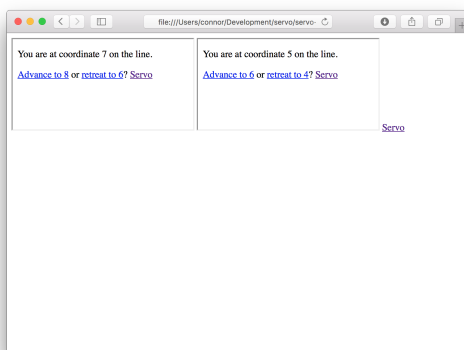 file:///Users/connor/Development/servo/servo-
You are at coordinate 7 on the line.
Advance to 8 or retreat to 6? Servo
You are at coordinate 5 on the line.
Advance to 6 or retreat to 4? Servo
Servo